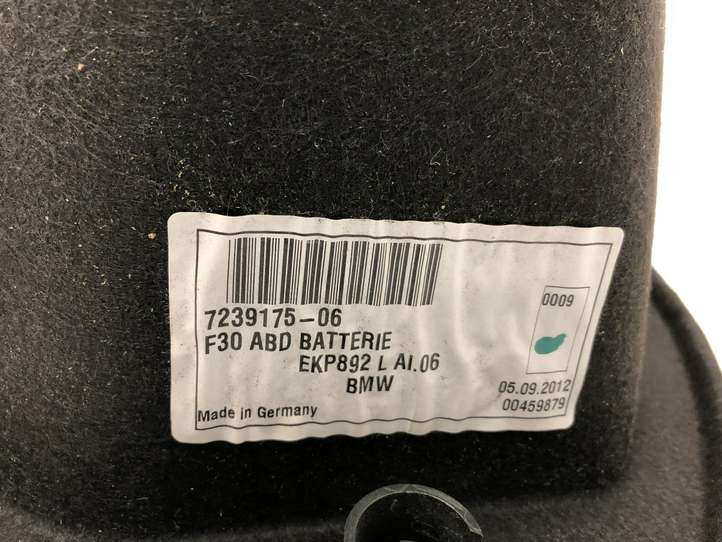 7239175-06
F30 ABD BATTERIE
EKP892 L AI.06
BMW
Made in Germany
0009
05.09.2012
00459879